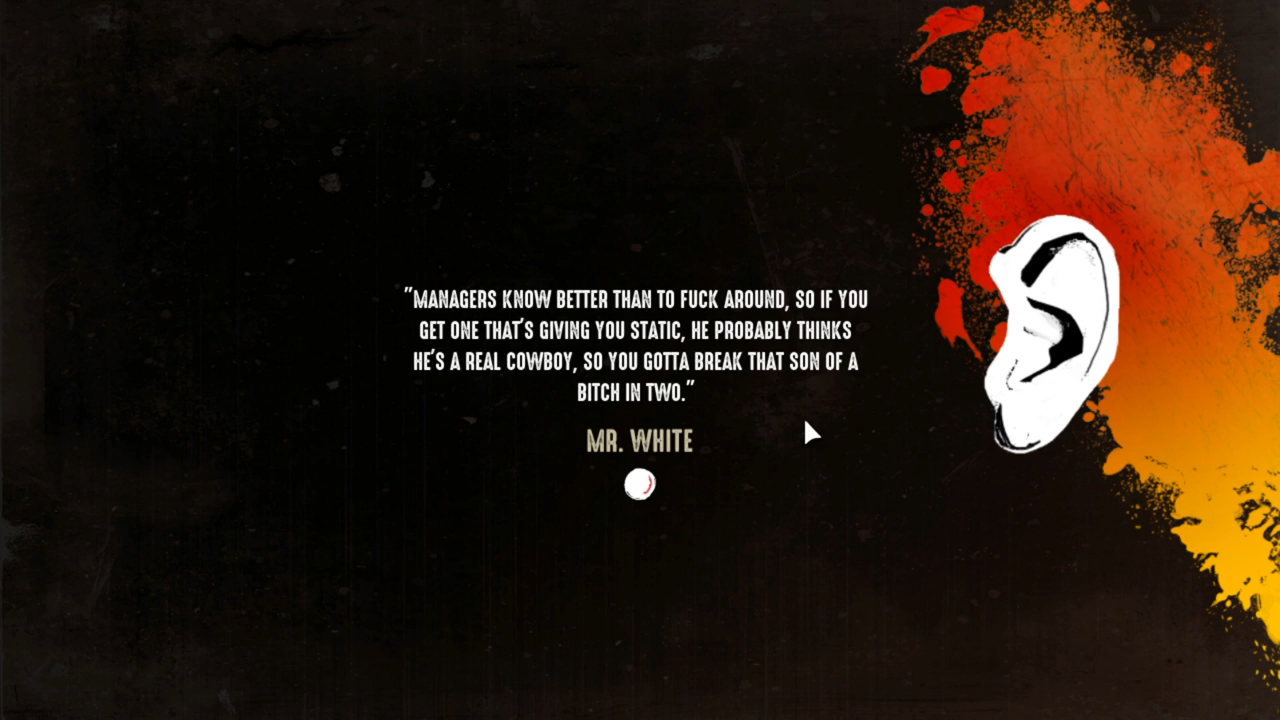 "MANAGERS KNOW BETTER THAN TO FUCK AROUND, SO IF YOU
GET ONE THAT'S GIVING YOU STATIC, HE PROBABLY THINKS
HE'S A REAL COWBOY, SO YOU GOTTA BREAK THAT SON OF A
BITCH IN TWO."
MR. WHITE